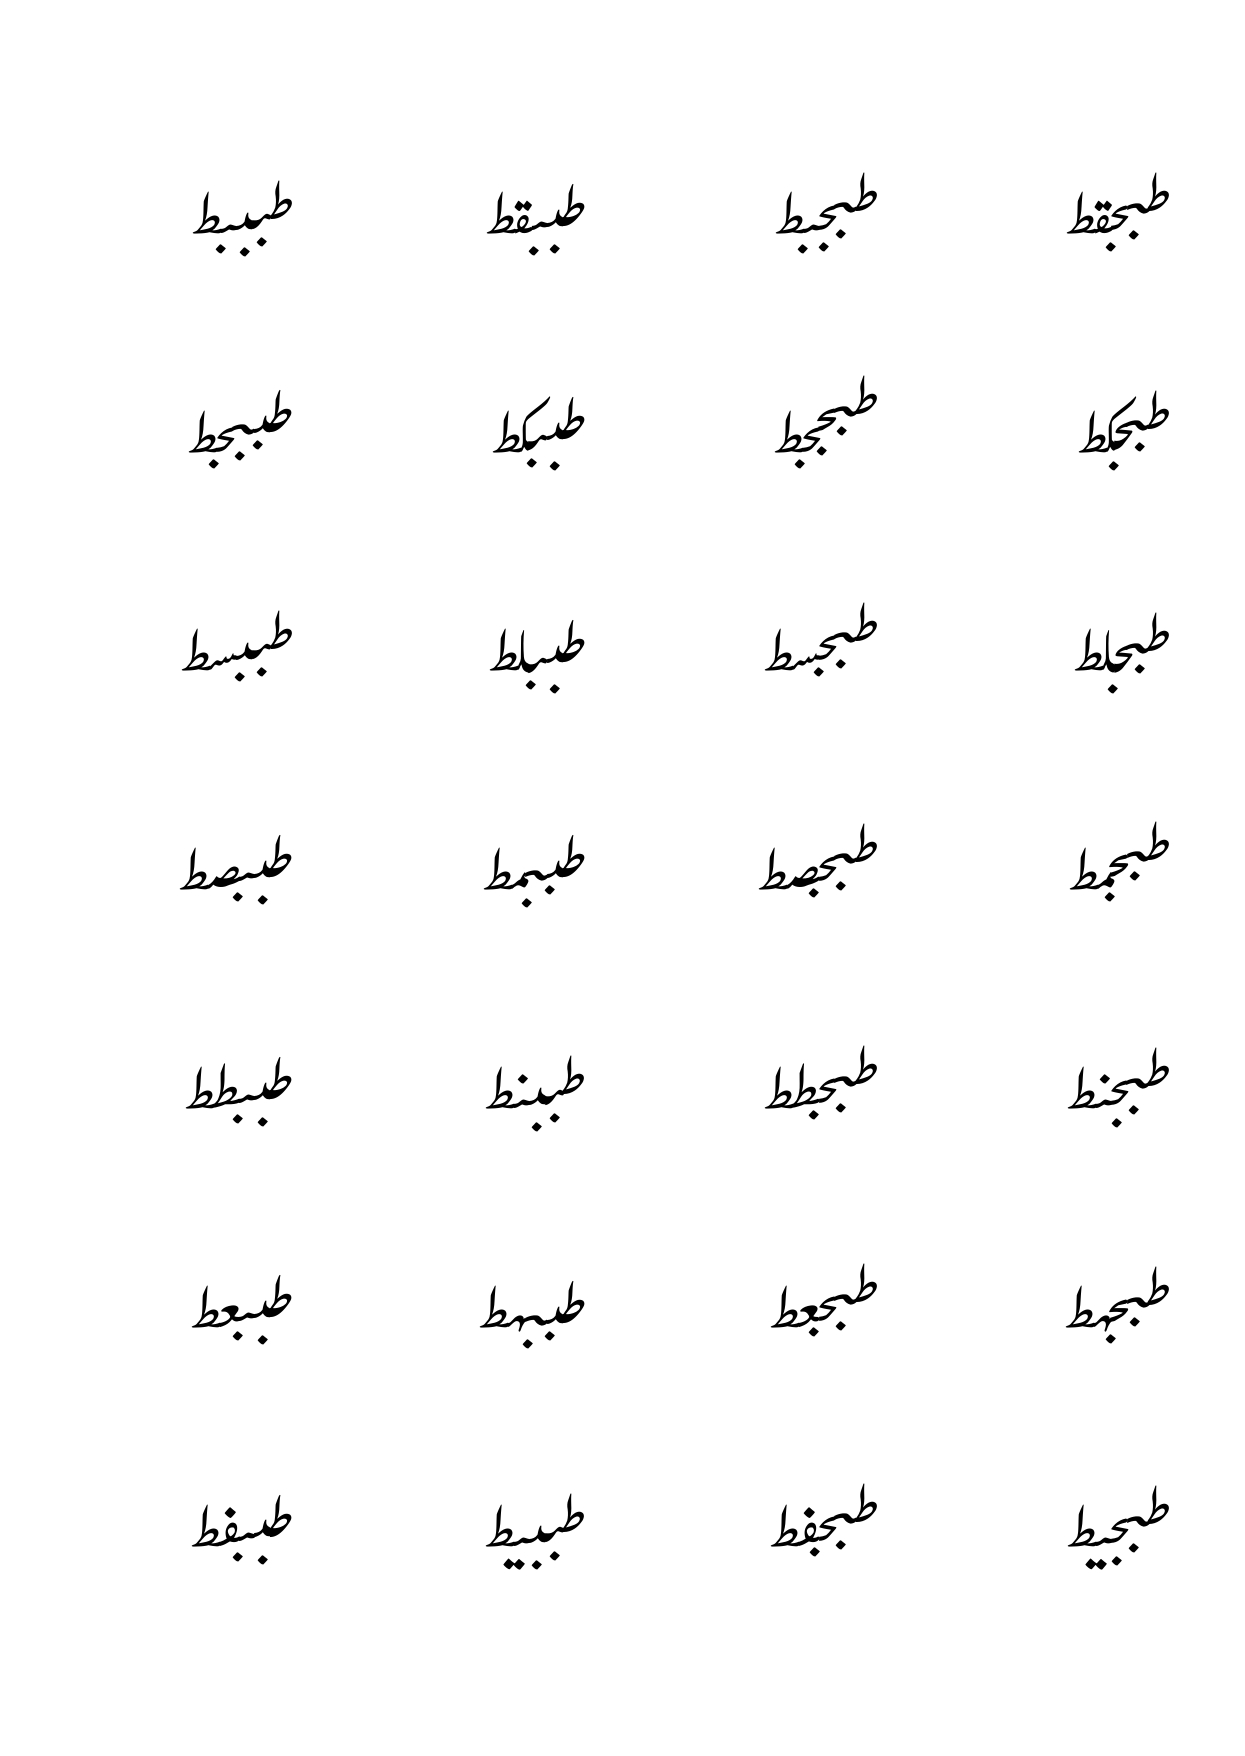 طبجقط طبجبط طببقط طبببط
طبجكط طبججط طببكط طببجط
طبجلط طبجسط طببلط طببسط
طبجمط طبجصط طببمط طببصط
طبجنط طبجطط طببنط طببطط
طبجهط طبجعط طببهط طببعط
طبجيط طبجفط طببيط طببفط